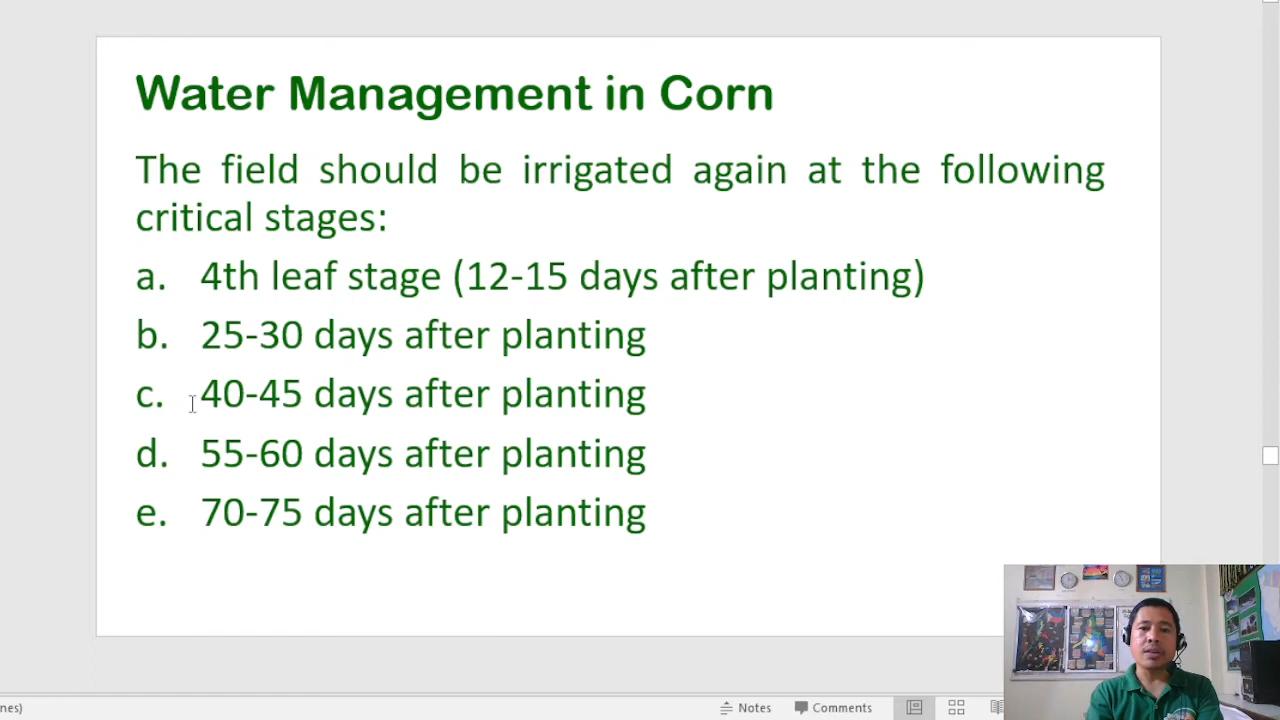 Water Management in Corn
The field should be irrigated again at the following
critical stages:
a. 4th leaf stage (12-15 days after planting)
b. 25-30 days after planting
c. 40-45 days after planting
d. 55-60 days after planting
e. 70-75 days after planting
nes) Notes Comments